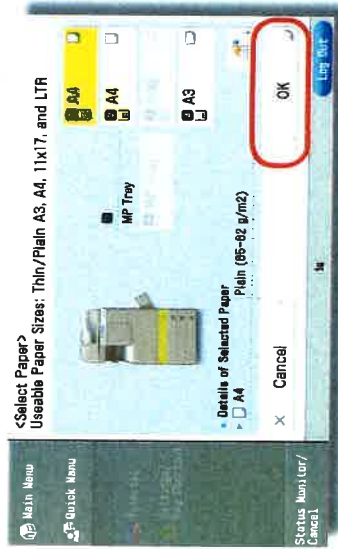 Main Menu
Quick Menu
Status Monitor/
Cancel
<Select Paper>
Useable Paper Sizes: Thin/Plain A3, A4, 11x17, and LTR
A4
A4
MP Tray
A3
Details of Selected Paper
A4
Plain (65-82 g/m2)
Cancel
OK
Log Out